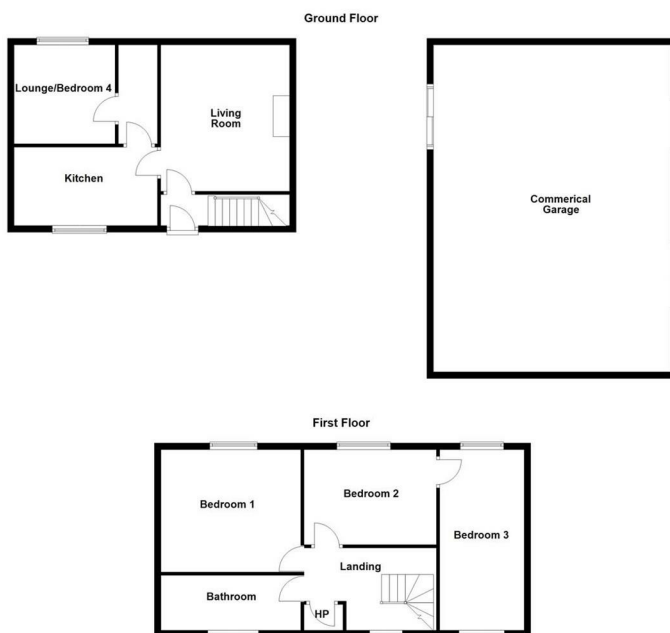 Ground Floor
Lounge/Bedroom 4
Living
Room
Kitchen
Commerical
Garage
First Floor
Bedroom 1
Bedroom 2
Bedroom 3
Landing
Bathroom
HP